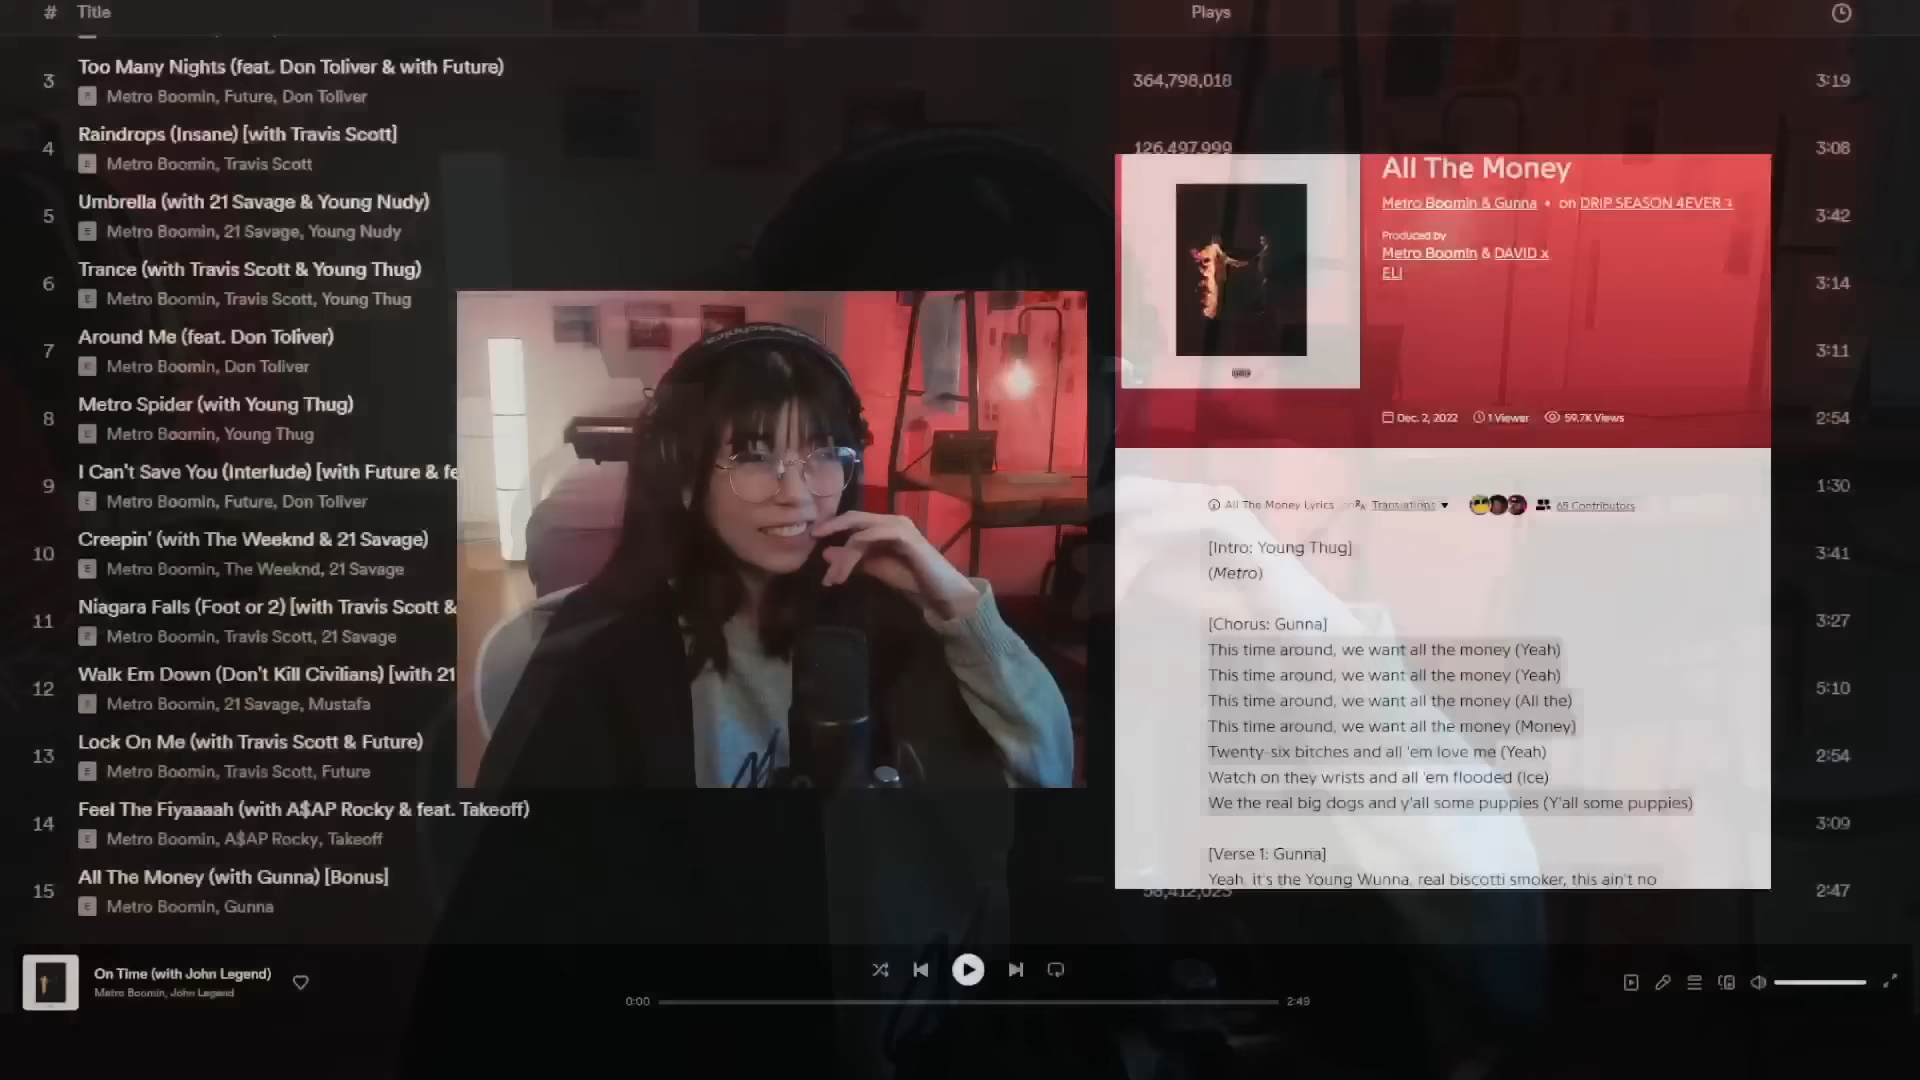 # Title Plays
3 Too Many Nights (feat. Don Toliver & with Future) 364,798,018 3:19
E Metro Boomin, Future, Don Toliver
4 Raindrops (Insane) [with Travis Scott] 126,497,999 3:08
E Metro Boomin, Travis Scott
5 Umbrella (with 21 Savage & Young Nudy) 3:42
E Metro Boomin, 21 Savage, Young Nudy
6 Trance (with Travis Scott & Young Thug) 3:14
E Metro Boomin, Travis Scott, Young Thug
7 Around Me (feat. Don Toliver) 3:11
E Metro Boomin, Don Toliver
8 Metro Spider (with Young Thug) 2:54
E Metro Boomin, Young Thug
9 I Can't Save You (Interlude) [with Future & fe 1:30
E Metro Boomin, Future, Don Toliver
10 Creepin' (with The Weeknd & 21 Savage) 3:41
E Metro Boomin, The Weeknd, 21 Savage
11 Niagara Falls (Foot or 2) [with Travis Scott & 3:27
E Metro Boomin, Travis Scott, 21 Savage
12 Walk Em Down (Don't Kill Civilians) [with 21 5:10
E Metro Boomin, 21 Savage, Mustafa
13 Lock On Me (with Travis Scott & Future) 2:54
E Metro Boomin, Travis Scott, Future
14 Feel The Fiyaaaah (with A$AP Rocky & feat. Takeoff) 3:09
E Metro Boomin, A$AP Rocky, Takeoff
15 All The Money (with Gunna) [Bonus] 58,412,023 2:47
E Metro Boomin, Gunna
All The Money
Metro Boomin & Gunna • on DRIP SEASON 4EVER
Produced by
Metro Boomin & DAVID x
ELI
Dec. 2, 2022 1 Viewer 59.7K Views
All The Money Lyrics Translations 65 Contributors
[Intro: Young Thug]
(Metro)
[Chorus: Gunna]
This time around, we want all the money (Yeah)
This time around, we want all the money (Yeah)
This time around, we want all the money (All the)
This time around, we want all the money (Money)
Twenty-six bitches and all 'em love me (Yeah)
Watch on they wrists and all 'em flooded (Ice)
We the real big dogs and y'all some puppies (Y'all some puppies)
[Verse 1: Gunna]
Yeah, it's the Young Wunna, real biscotti smoker, this ain't no
On Time (with John Legend)
Metro Boomin, John Legend
0:00 2:49